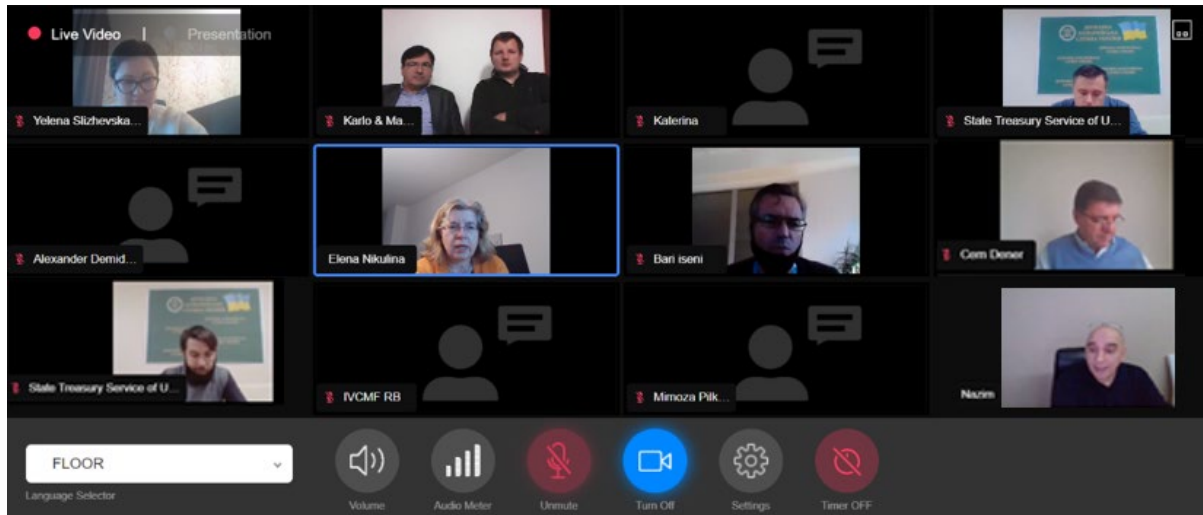 Live Video | Presentation
Yelena Slizhevska...
Karlo & Ma...
Katerina
State Treasury Service of U...
Alexander Demid...
Elena Nikulina
Bari iseni
Cem Dener
State Treasury Service of U...
IVCMF RB
Mimoza Pilk...
Nazim
FLOOR
Language Selector
Volume
Audio Meter
Unmute
Turn Off
Settings
Timer OFF